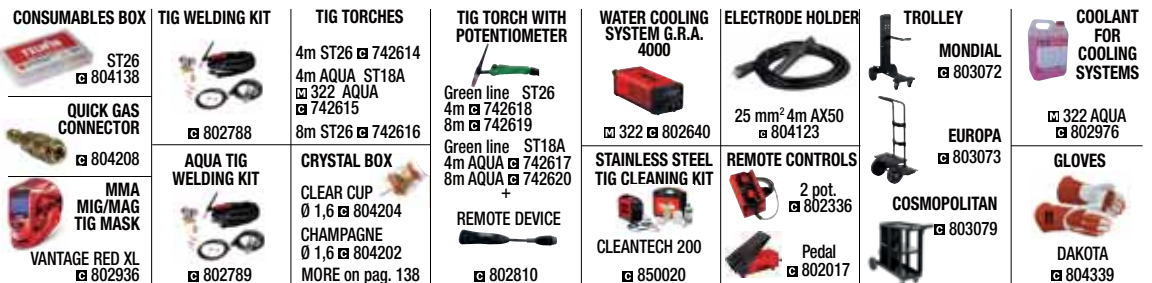 CONSUMABLES BOX
TELWIN
ST26
C 804138
QUICK GAS
CONNECTOR
C 804208
MMA
MIG/MAG
TIG MASK
VANTAGE RED XL
C 802936
TIG WELDING KIT
C 802788
AQUA TIG
WELDING KIT
C 802789
TIG TORCHES
4m ST26 C 742614
4m AQUA ST18A
M 322 AQUA
C 742615
8m ST26 C 742616
CRYSTAL BOX
CLEAR CUP
Ø 1,6 C 804204
CHAMPAGNE
Ø 1,6 C 804202
MORE on pag. 138
TIG TORCH WITH
POTENTIOMETER
Green line ST26
4m C 742618
8m C 742619
Green line ST18A
4m AQUA C 742617
8m AQUA C 742620
+
REMOTE DEVICE
C 802810
WATER COOLING
SYSTEM G.R.A.
4000
M 322 C 802640
STAINLESS STEEL
TIG CLEANING KIT
CLEANTECH 200
C 850020
ELECTRODE HOLDER
25 mm² 4m AX50
C 804123
REMOTE CONTROLS
2 pot.
C 802336
Pedal
C 802017
TROLLEY
MONDIAL
C 803072
EUROPA
C 803073
COSMOPOLITAN
C 803079
COOLANT
FOR
COOLING
SYSTEMS
M 322 AQUA
C 802976
GLOVES
DAKOTA
C 804339